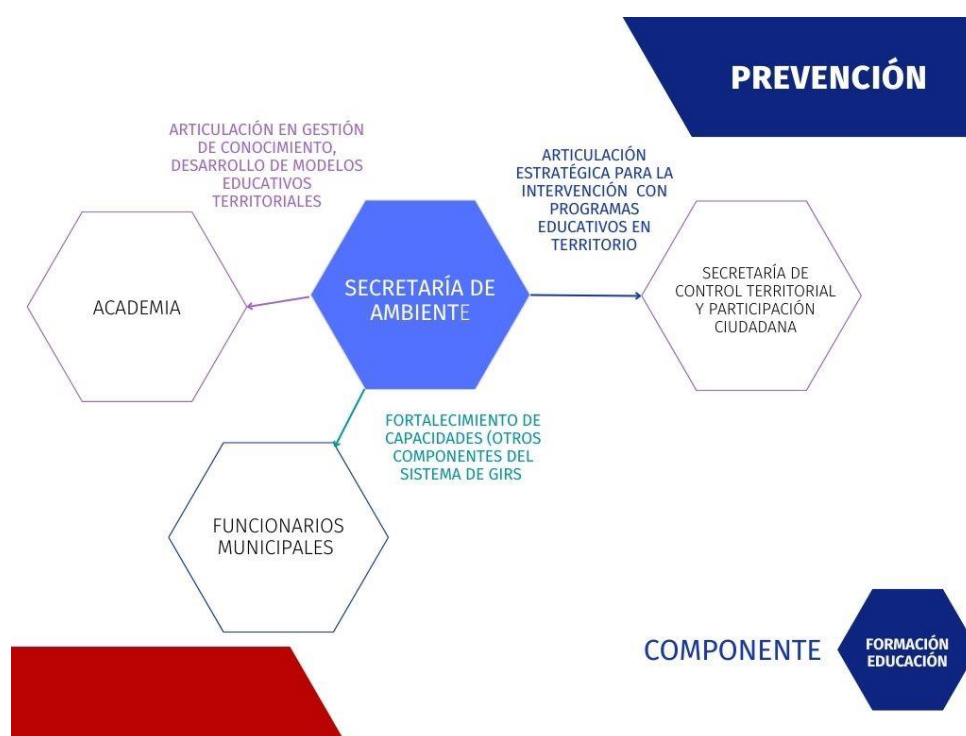 PREVENCIÓN
ARTICULACIÓN EN GESTIÓN
DE CONOCIMIENTO,
DESARROLLO DE MODELOS
EDUCATIVOS
TERRITORIALES
ARTICULACIÓN
ESTRATÉGICA PARA LA
INTERVENCIÓN CON
PROGRAMAS
EDUCATIVOS EN
TERRITORIO
ACADEMIA
SECRETARÍA DE
AMBIENTE
SECRETARÍA DE
CONTROL TERRITORIAL
Y PARTICIPACIÓN
CIUDADANA
FORTALECIMIENTO DE
CAPACIDADES (OTROS
COMPONENTES DEL
SISTEMA DE GIRS
FUNCIONARIOS
MUNICIPALES
COMPONENTE
FORMACIÓN
EDUCACIÓN